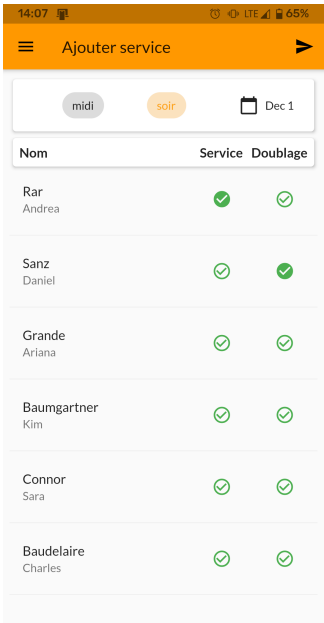 14:07 LTE 65%
Ajouter service
midi soir Dec 1
Nom Service Doublage
Rar
Andrea
Sanz
Daniel
Grande
Ariana
Baumgartner
Kim
Connor
Sara
Baudelaire
Charles